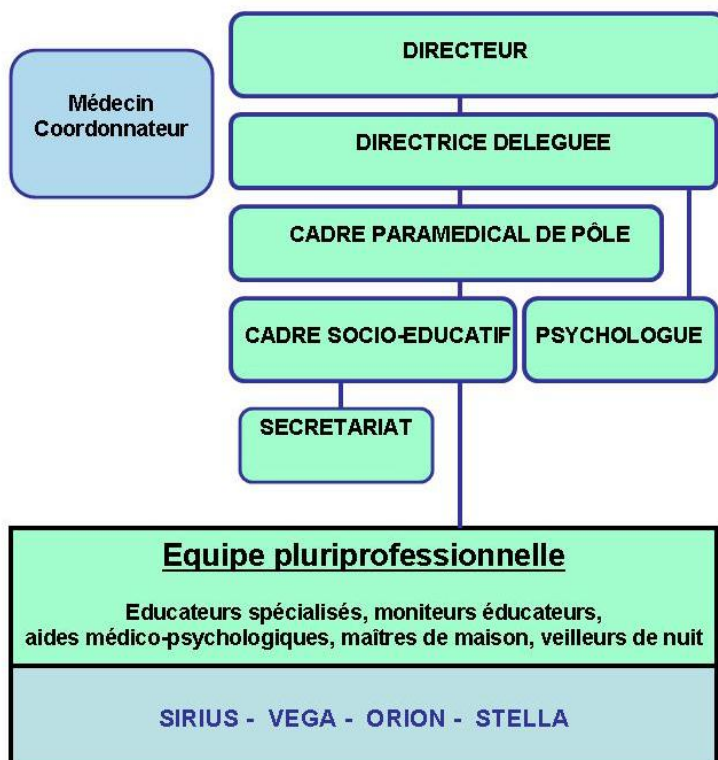 DIRECTEUR
Médecin
Coordonnateur
DIRECTRICE DELEGUEE
CADRE PARAMEDICAL DE PÔLE
CADRE SOCIO-EDUCATIF
PSYCHOLOGUE
SECRETARIAT
Equipe pluriprofessionnelle
Educateurs spécialisés, moniteurs éducateurs,
aides médico-psychologiques, maîtres de maison, veilleurs de nuit
SIRIUS - VEGA - ORION - STELLA